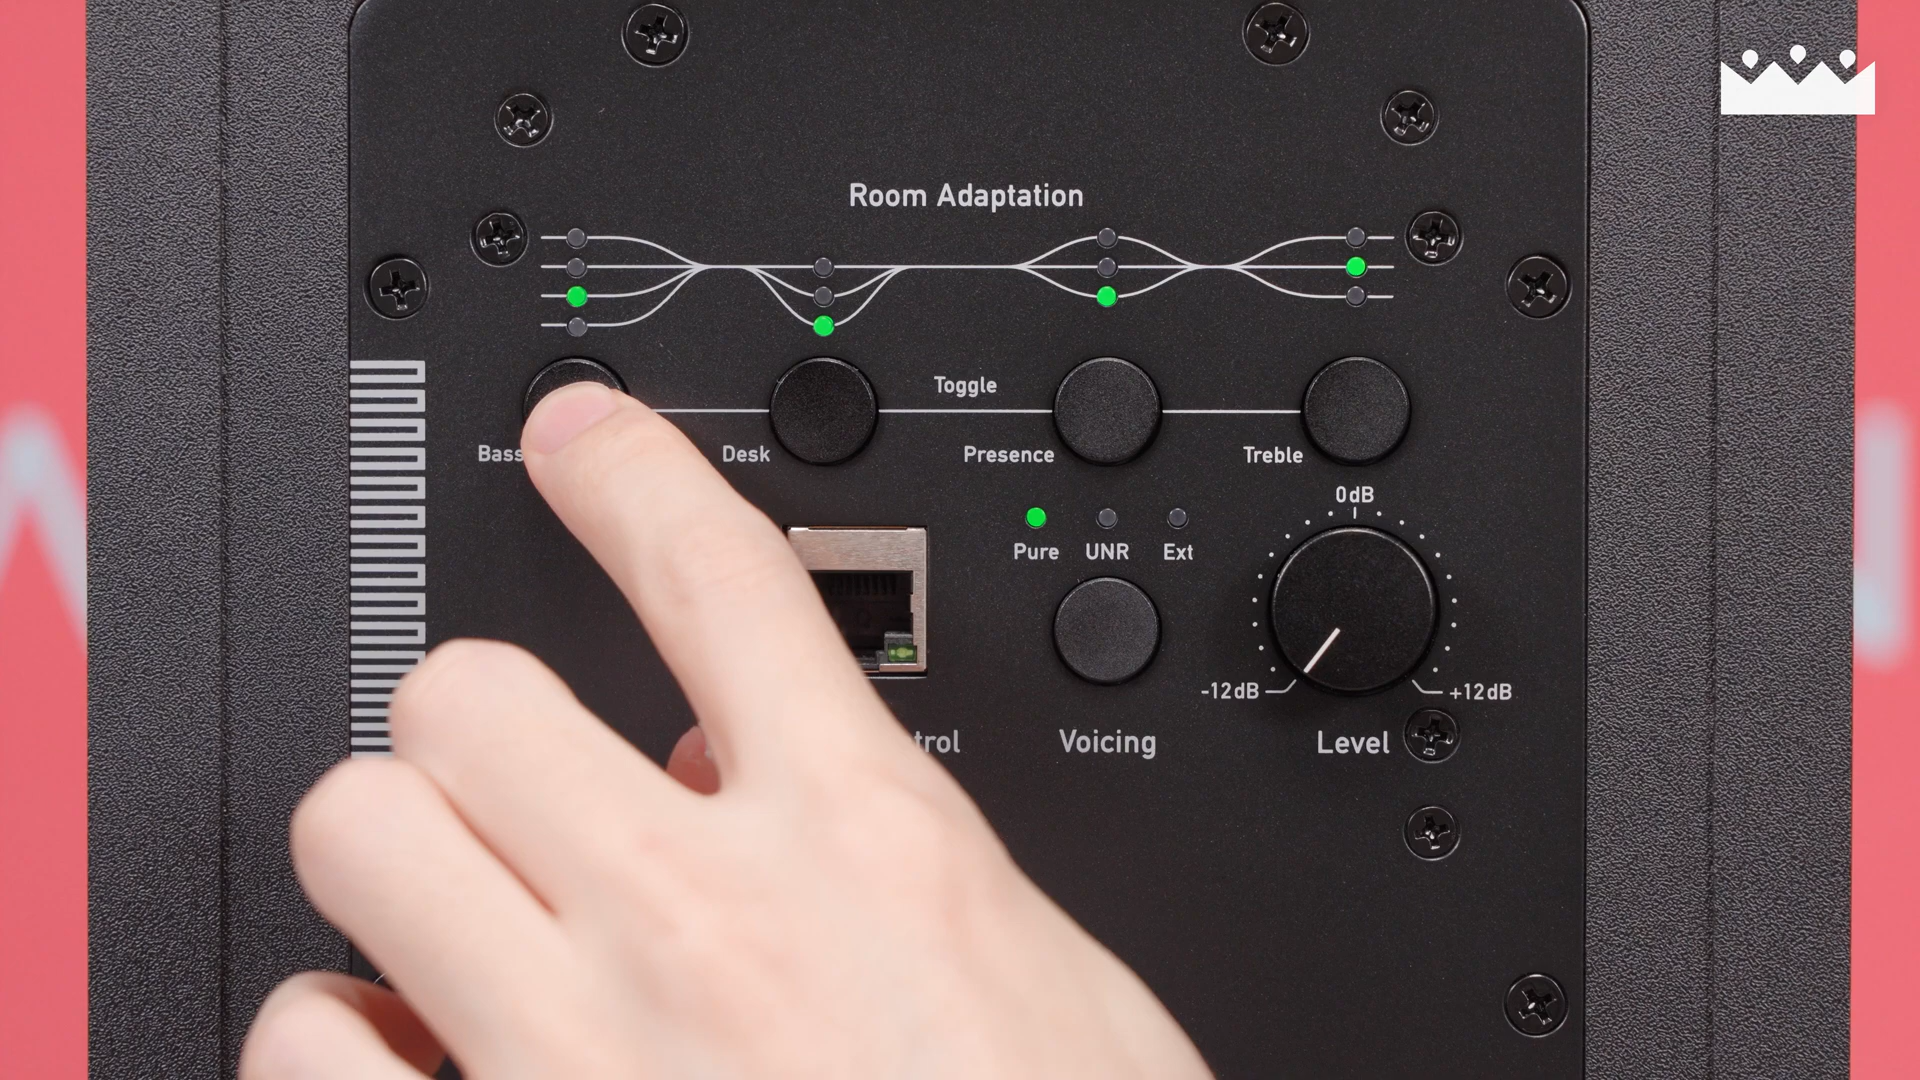 Room Adaptation
Toggle
Bass
Desk
Presence
Treble
0dB
Pure
UNR
Ext
-12dB
+12dB
Voicing
Level